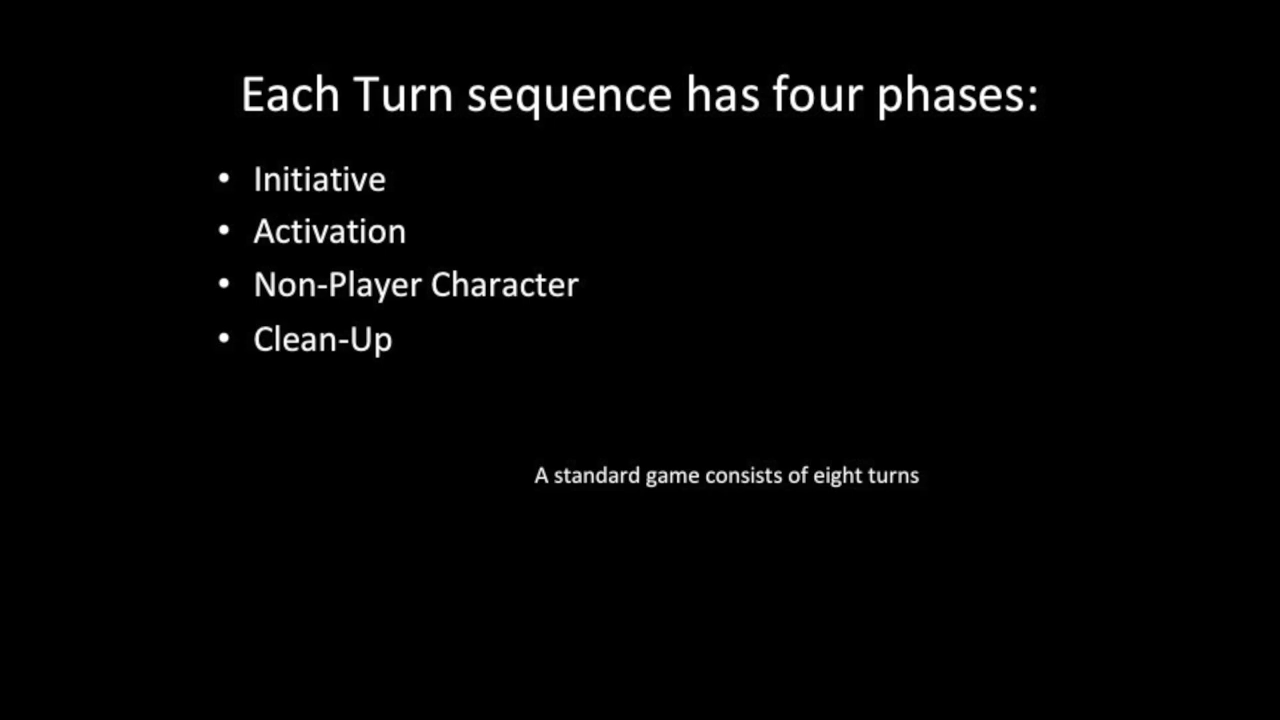 Each Turn sequence has four phases:
• Initiative
• Activation
• Non-Player Character
• Clean-Up
A standard game consists of eight turns